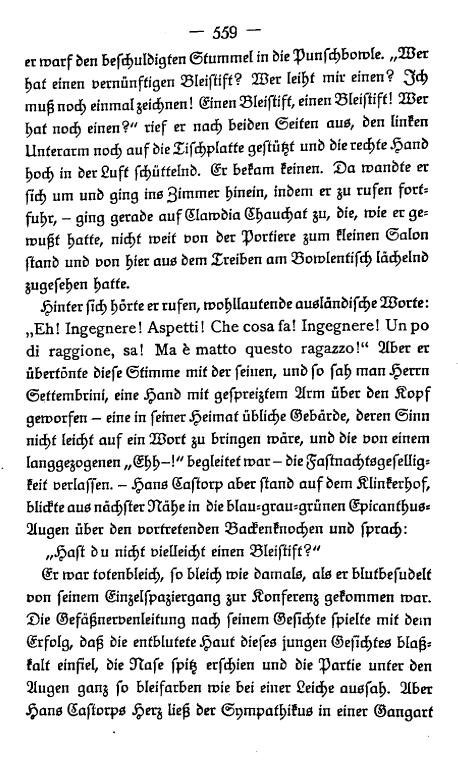 — 559 —
er warf den beschuldigten Stummel in die Punschbowle. „Wer
hat einen vernünftigen Bleistift? Wer leiht mir einen? Ich
muß noch einmal zeichnen! Einen Bleistift, einen Bleistift! Wer
hat noch einen?“ rief er nach beiden Seiten aus, den linken
Unterarm noch auf die Tischplatte gestützt und die rechte Hand
hoch in der Luft schüttelnd. Er bekam keinen. Da wandte er
sich um und ging ins Zimmer hinein, indem er zu rufen fort-
fuhr, – ging gerade auf Clawdia Chauchat zu, die, wie er ge-
wußt hatte, nicht weit von der Portiere zum kleinen Salon
stand und von hier aus dem Treiben am Bowlentisch lächelnd
zugesehen hatte.
Hinter sich hörte er rufen, wohllautende ausländische Worte:
„Eh! Ingegnere! Aspetti! Che cosa fa! Ingegnere! Un po
di raggione, sa! Ma è matto questo ragazzo!“ Aber er
übertönte diese Stimme mit der seinen, und so sah man Herrn
Settembrini, eine Hand mit gespreiztem Arm über den Kopf
geworfen – eine in seiner Heimat übliche Gebärde, deren Sinn
nicht leicht auf ein Wort zu bringen wäre, und die von einem
langgezogenen „Ehh–!“ begleitet war – die Fastnachtsgesellig-
keit verlassen. – Hans Castorp aber stand auf dem Klinkerhof,
blickte aus nächster Nähe in die blau-grau-grünen Epicanthus-
Augen über den vortretenden Backenknochen und sprach:
„Hast du nicht vielleicht einen Bleistift?“
Er war totenbleich, so bleich wie damals, als er blutbesudelt
von seinem Einzelspaziergang zur Konferenz gekommen war.
Die Gefäßnervenleitung nach seinem Gesichte spielte mit dem
Erfolg, daß die entblutete Haut dieses jungen Gesichtes blaß-
kalt einfiel, die Nase spitz erschien und die Partie unter den
Augen ganz so bleifarben wie bei einer Leiche aussah. Aber
Hans Castorps Herz ließ der Sympathikus in einer Gangart